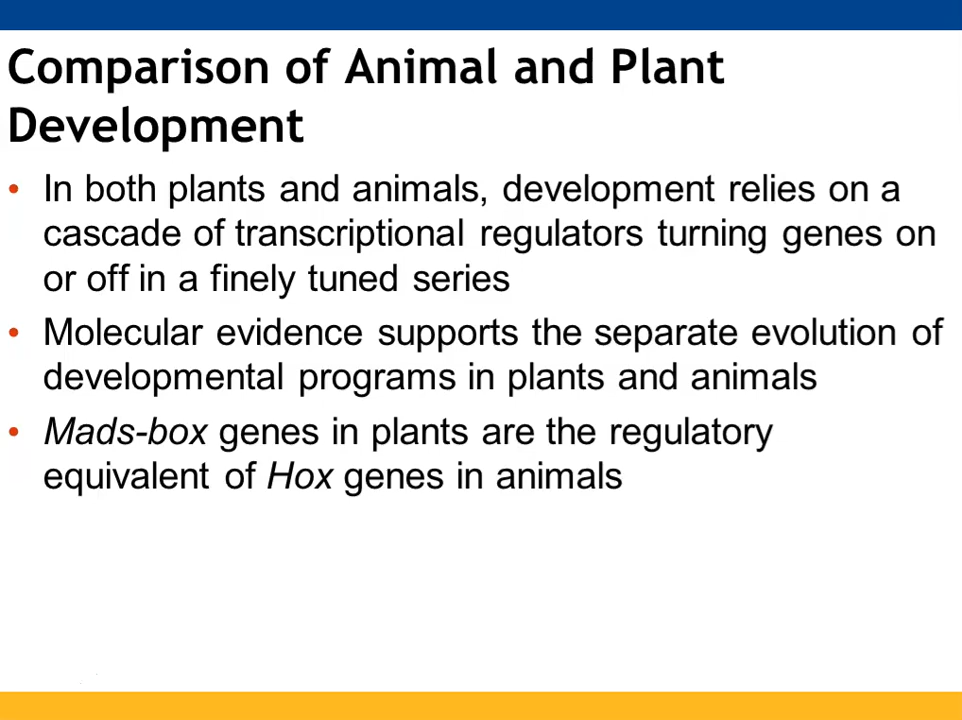 Comparison of Animal and Plant
Development
• In both plants and animals, development relies on a
cascade of transcriptional regulators turning genes on
or off in a finely tuned series
• Molecular evidence supports the separate evolution of
developmental programs in plants and animals
• Mads-box genes in plants are the regulatory
equivalent of Hox genes in animals